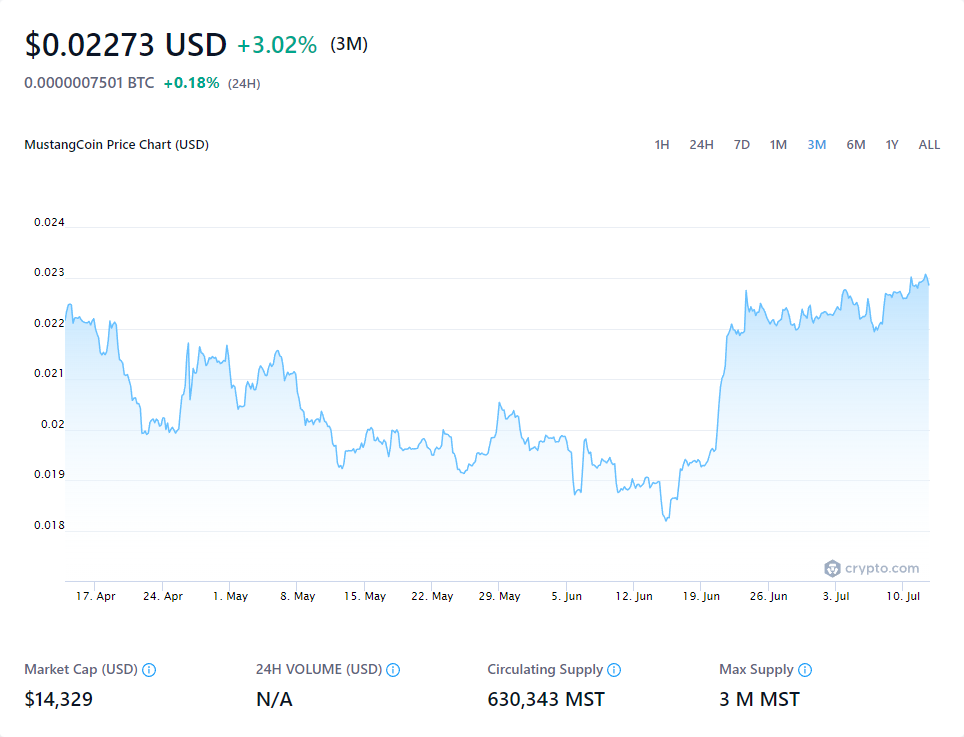 $0.02273 USD +3.02% (3M)
0.0000007501 BTC +0.18% (24H)
MustangCoin Price Chart (USD) 1H 24H 7D 1M 3M 6M 1Y ALL
0.024
0.023
0.022
0.021
0.02
0.019
0.018
crypto.com
17. Apr 24. Apr 1. May 8. May 15. May 22. May 29. May 5. Jun 12. Jun 19. Jun 26. Jun 3. Jul 10. Jul
Market Cap (USD) 24H VOLUME (USD) Circulating Supply Max Supply
$14,329 N/A 630,343 MST 3 M MST